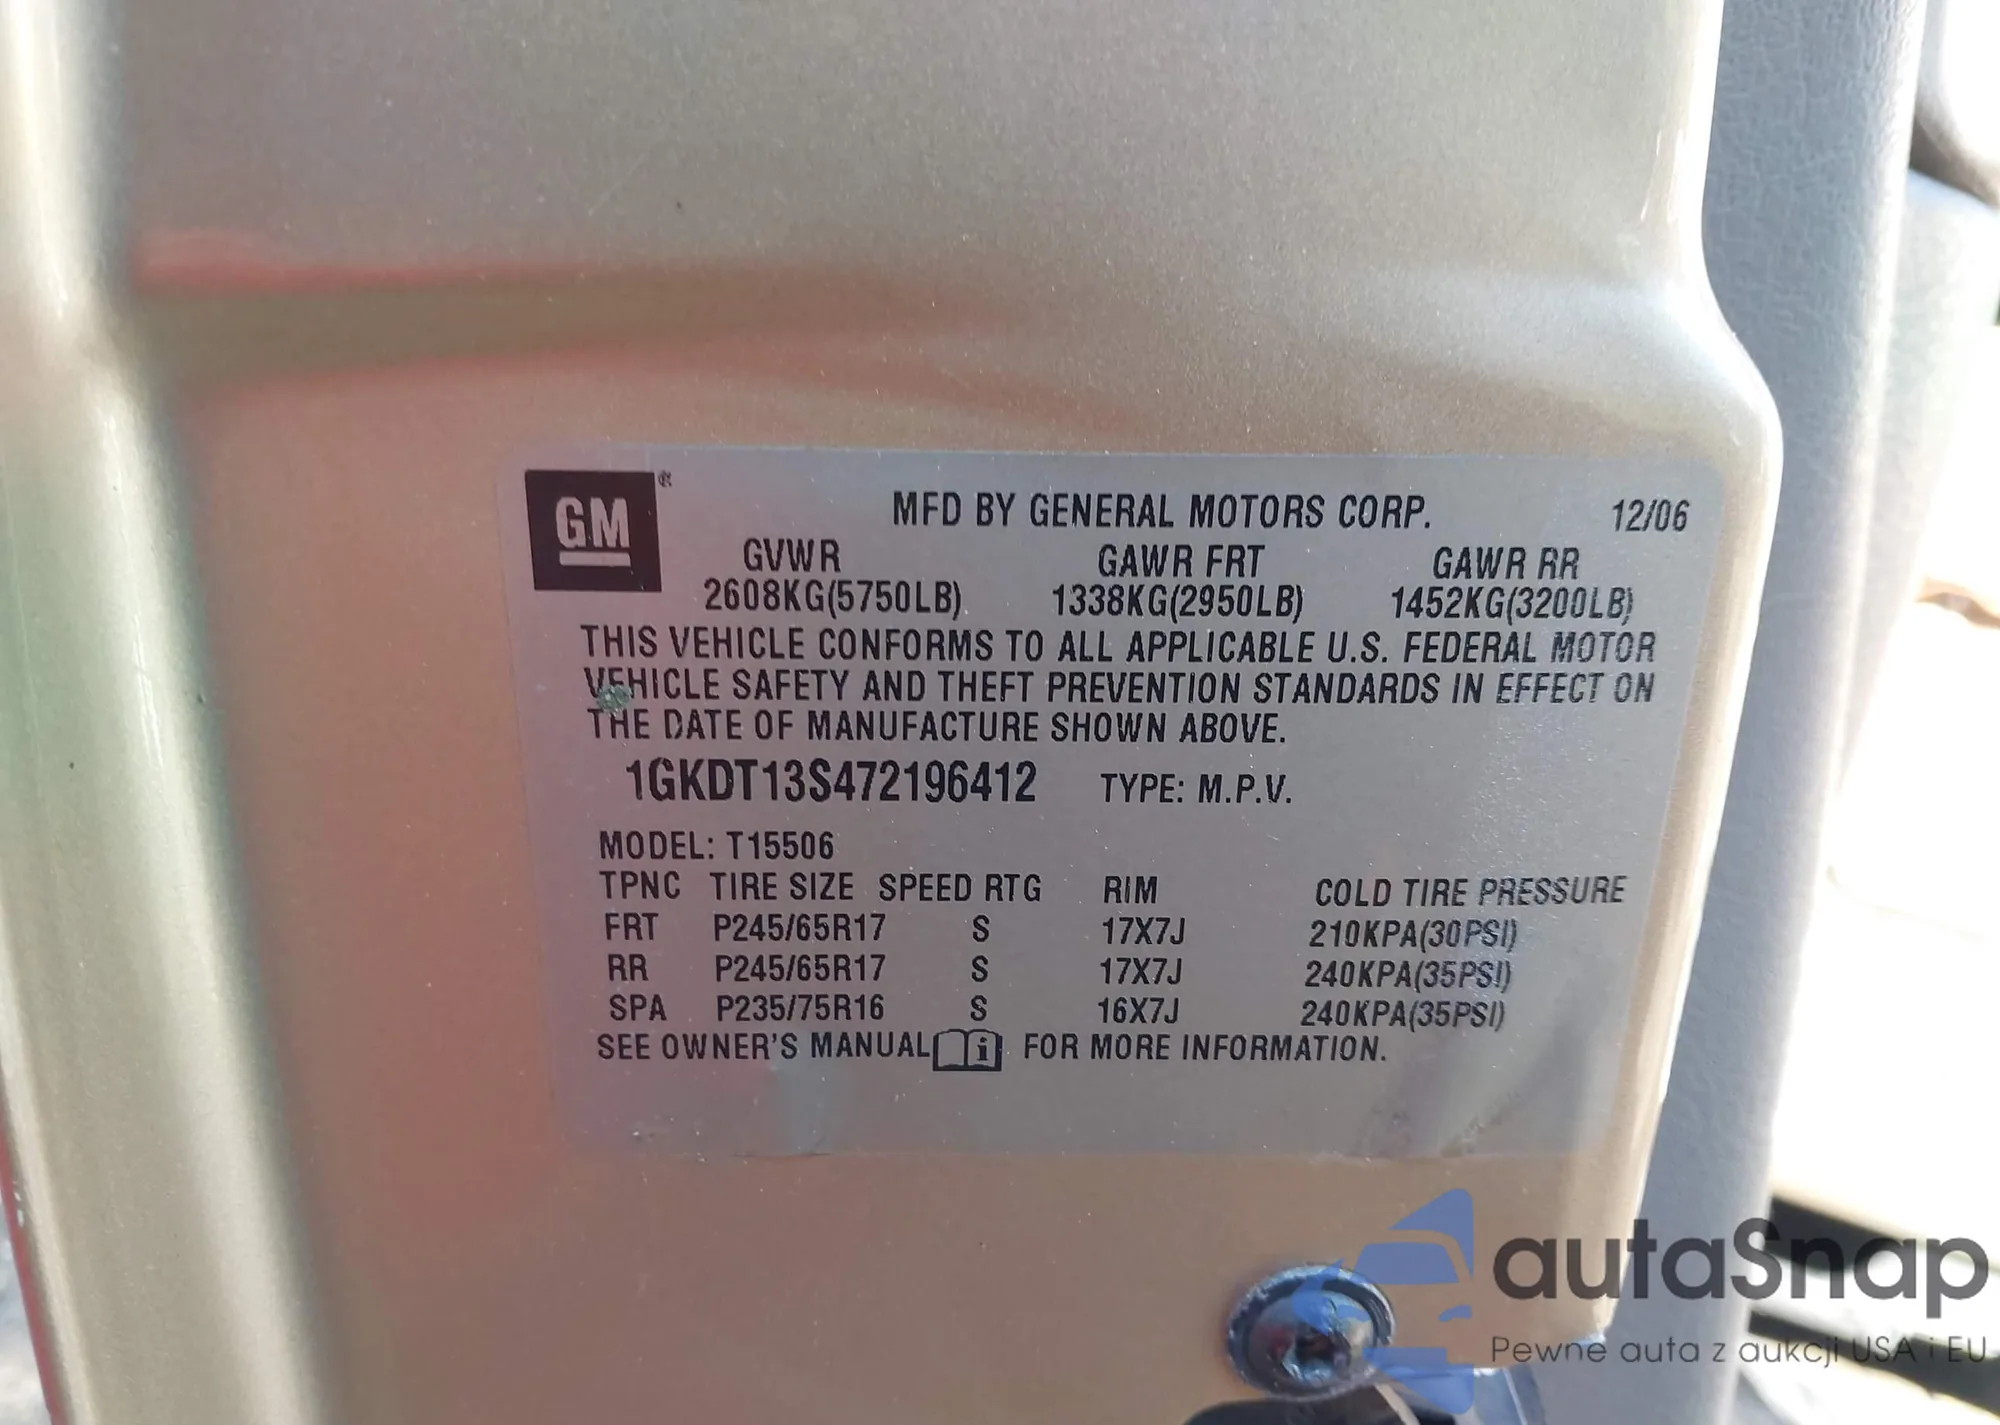 GM®
MFD BY GENERAL MOTORS CORP. 12/06
GVWR GAWR FRT GAWR RR
2608KG(5750LB) 1338KG(2950LB) 1452KG(3200LB)
THIS VEHICLE CONFORMS TO ALL APPLICABLE U.S. FEDERAL MOTOR
VEHICLE SAFETY AND THEFT PREVENTION STANDARDS IN EFFECT ON
THE DATE OF MANUFACTURE SHOWN ABOVE.
1GKDT13S472196412 TYPE: M.P.V.
MODEL: T15506
TPNC TIRE SIZE SPEED RTG RIM COLD TIRE PRESSURE
FRT P245/65R17 S 17X7J 210KPA(30PSI)
RR P245/65R17 S 17X7J 240KPA(35PSI)
SPA P235/75R16 S 16X7J 240KPA(35PSI)
SEE OWNER'S MANUAL FOR MORE INFORMATION.
autaSnap
Pewne auta z aukcji USA i EU